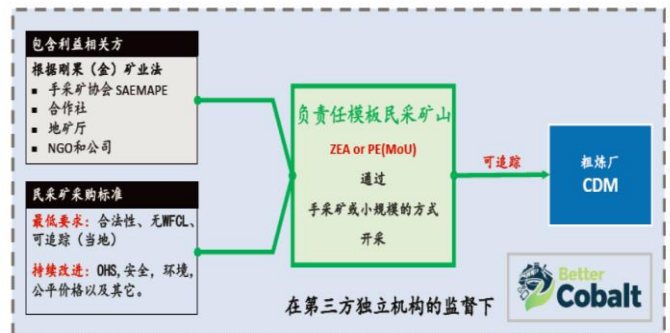 包含利益相关方
根据刚果（金）矿业法
▪ 手采矿协会 SAEMAPE
▪ 合作社
▪ 地矿厅
▪ NGO和公司
民采矿采购标准
最低要求：合法性、无WFCL、
可追踪（当地）
持续改进：OHS,安全，环境，
公平价格以及其它。
负责任模板民采矿山
ZEA or PE(MoU)
通过
手采矿或小规模的方式
开采
可追踪
粗炼厂
CDM
在第三方独立机构的监督下
Better
Cobalt